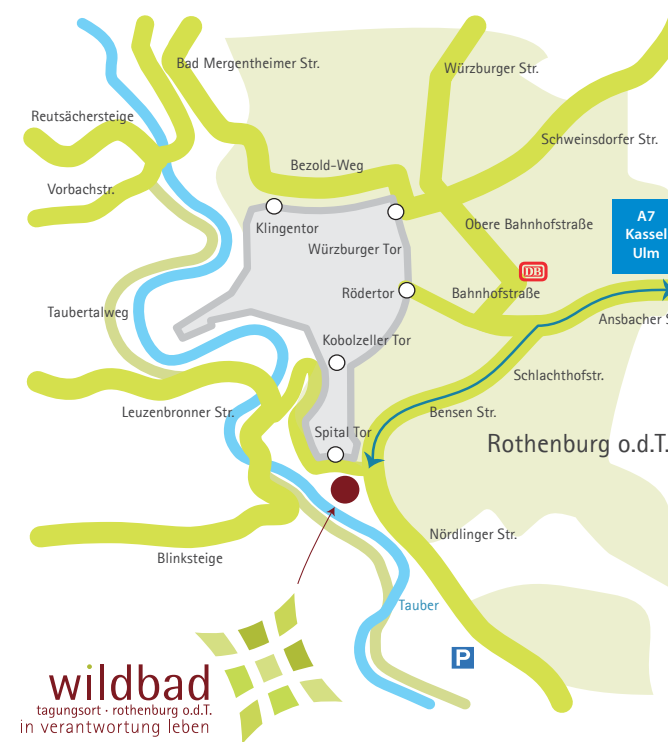 Bad Mergentheimer Str.
Würzburger Str.
Reutsächersteige
Schweinsdorfer Str.
Bezold-Weg
Vorbachstr.
A7
Kassel
Ulm
Klingentor
Obere Bahnhofstraße
Würzburger Tor
DB
Rödertor
Bahnhofstraße
Taubertalweg
Ansbacher S
Kobolzeller Tor
Schlachthofstr.
Leuzenbronner Str.
Bensen Str.
Spital Tor
Rothenburg o.d.T.
Nördlinger Str.
Blinksteige
Tauber
P
wildbad
tagungsort · rothenburg o.d.T.
in verantwortung leben